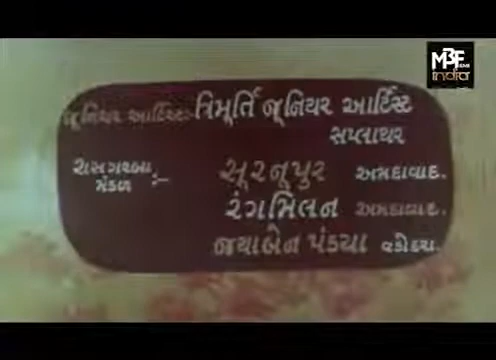 MBF
india
જૂનિયર આર્ટિસ્ટ:- ત્રિમૂર્તિ જૂનિયર આર્ટિસ્ટ
સપ્લાયર
રાસગરબા
મંડળ :- સૂરનૂપુર અમદાવાદ.
રંગમિલન અમદાવાદ.
જયાબેન પંડયા વડોદરા.